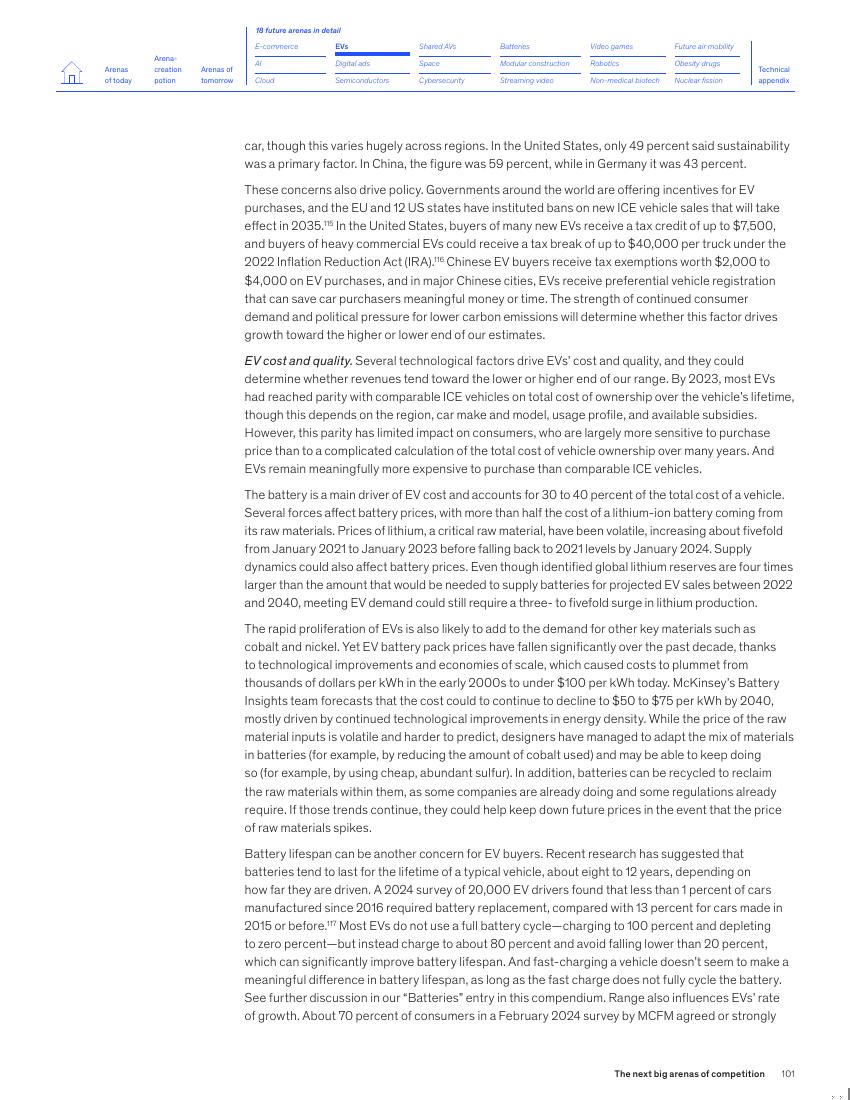 18 future arenas in detail
E-commerce
EVs
Shared AVs
Batteries
Video games
Future air mobility
Arenas of today
Arena-creation potion
Arenas of tomorrow
AI
Digital ads
Space
Modular construction
Robotics
Obesity drugs
Technical appendix
Cloud
Semiconductors
Cybersecurity
Streaming video
Non-medical biotech
Nuclear fission
car, though this varies hugely across regions. In the United States, only 49 percent said sustainability
was a primary factor. In China, the figure was 59 percent, while in Germany it was 43 percent.
These concerns also drive policy. Governments around the world are offering incentives for EV
purchases, and the EU and 12 US states have instituted bans on new ICE vehicle sales that will take
effect in 2035.¹¹⁵ In the United States, buyers of many new EVs receive a tax credit of up to $7,500,
and buyers of heavy commercial EVs could receive a tax break of up to $40,000 per truck under the
2022 Inflation Reduction Act (IRA).¹¹⁶ Chinese EV buyers receive tax exemptions worth $2,000 to
$4,000 on EV purchases, and in major Chinese cities, EVs receive preferential vehicle registration
that can save car purchasers meaningful money or time. The strength of continued consumer
demand and political pressure for lower carbon emissions will determine whether this factor drives
growth toward the higher or lower end of our estimates.
EV cost and quality. Several technological factors drive EVs’ cost and quality, and they could
determine whether revenues tend toward the lower or higher end of our range. By 2023, most EVs
had reached parity with comparable ICE vehicles on total cost of ownership over the vehicle’s lifetime,
though this depends on the region, car make and model, usage profile, and available subsidies.
However, this parity has limited impact on consumers, who are largely more sensitive to purchase
price than to a complicated calculation of the total cost of vehicle ownership over many years. And
EVs remain meaningfully more expensive to purchase than comparable ICE vehicles.
The battery is a main driver of EV cost and accounts for 30 to 40 percent of the total cost of a vehicle.
Several forces affect battery prices, with more than half the cost of a lithium-ion battery coming from
its raw materials. Prices of lithium, a critical raw material, have been volatile, increasing about fivefold
from January 2021 to January 2023 before falling back to 2021 levels by January 2024. Supply
dynamics could also affect battery prices. Even though identified global lithium reserves are four times
larger than the amount that would be needed to supply batteries for projected EV sales between 2022
and 2040, meeting EV demand could still require a three- to fivefold surge in lithium production.
The rapid proliferation of EVs is also likely to add to the demand for other key materials such as
cobalt and nickel. Yet EV battery pack prices have fallen significantly over the past decade, thanks
to technological improvements and economies of scale, which caused costs to plummet from
thousands of dollars per kWh in the early 2000s to under $100 per kWh today. McKinsey’s Battery
Insights team forecasts that the cost could to continue to decline to $50 to $75 per kWh by 2040,
mostly driven by continued technological improvements in energy density. While the price of the raw
material inputs is volatile and harder to predict, designers have managed to adapt the mix of materials
in batteries (for example, by reducing the amount of cobalt used) and may be able to keep doing
so (for example, by using cheap, abundant sulfur). In addition, batteries can be recycled to reclaim
the raw materials within them, as some companies are already doing and some regulations already
require. If those trends continue, they could help keep down future prices in the event that the price
of raw materials spikes.
Battery lifespan can be another concern for EV buyers. Recent research has suggested that
batteries tend to last for the lifetime of a typical vehicle, about eight to 12 years, depending on
how far they are driven. A 2024 survey of 20,000 EV drivers found that less than 1 percent of cars
manufactured since 2016 required battery replacement, compared with 13 percent for cars made in
2015 or before.¹¹⁷ Most EVs do not use a full battery cycle—charging to 100 percent and depleting
to zero percent—but instead charge to about 80 percent and avoid falling lower than 20 percent,
which can significantly improve battery lifespan. And fast-charging a vehicle doesn’t seem to make a
meaningful difference in battery lifespan, as long as the fast charge does not fully cycle the battery.
See further discussion in our “Batteries” entry in this compendium. Range also influences EVs’ rate
of growth. About 70 percent of consumers in a February 2024 survey by MCFM agreed or strongly
The next big arenas of competition 101